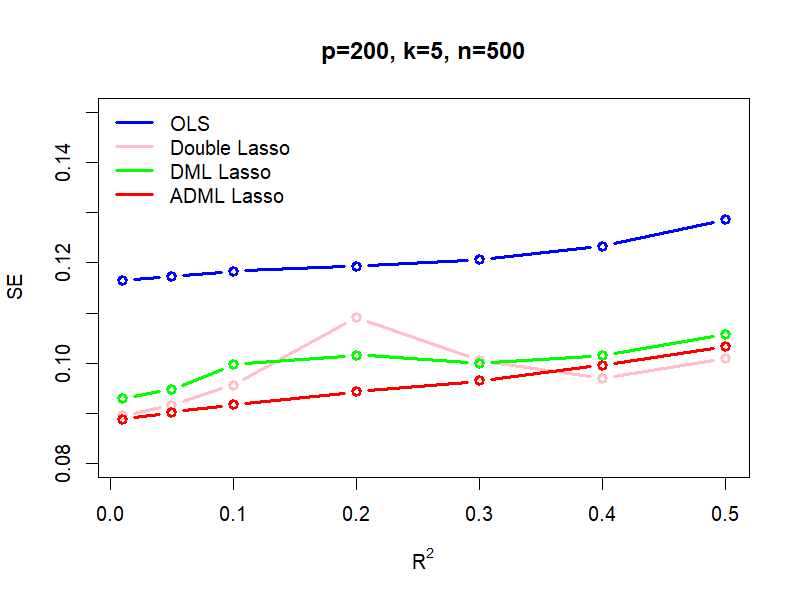 p=200, k=5, n=500
OLS
Double Lasso
DML Lasso
ADML Lasso
SE
0.14
0.12
0.10
0.08
0.0 0.1 0.2 0.3 0.4 0.5
R²